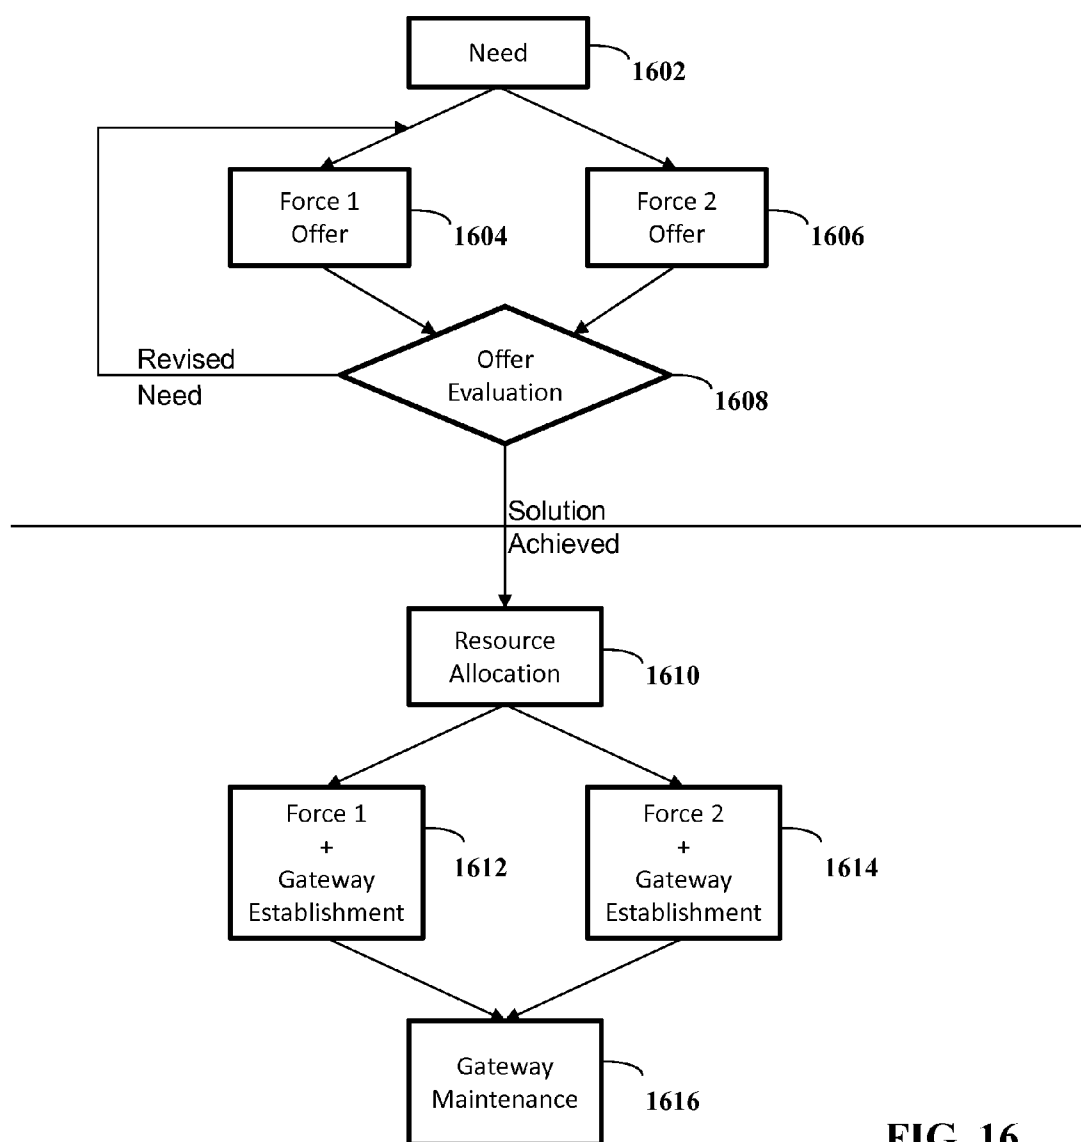 Need
1602
Force 1
Offer
1604
Force 2
Offer
1606
Offer
Evaluation
1608
Revised
Need
Solution
Achieved
Resource
Allocation
1610
Force 1
+
Gateway
Establishment
1612
Force 2
+
Gateway
Establishment
1614
Gateway
Maintenance
1616
FIG. 16